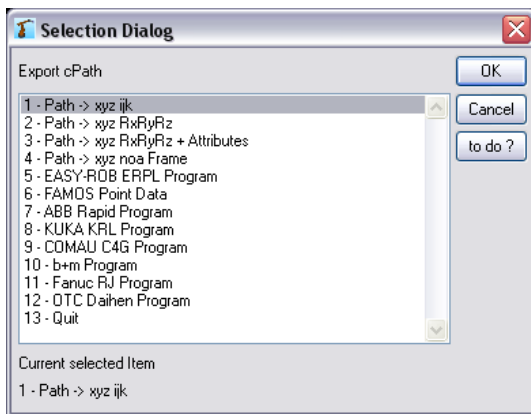 Selection Dialog
Export cPath
OK
1 - Path -> xyz ijk
Cancel
2 - Path -> xyz RxRyRz
3 - Path -> xyz RxRyRz + Attributes
to do ?
4 - Path -> xyz noa Frame
5 - EASY-ROB ERPL Program
6 - FAMOS Point Data
7 - ABB Rapid Program
8 - KUKA KRL Program
9 - COMAU C4G Program
10 - b+m Program
11 - Fanuc RJ Program
12 - OTC Daihen Program
13 - Quit
Current selected Item
1 - Path -> xyz ijk